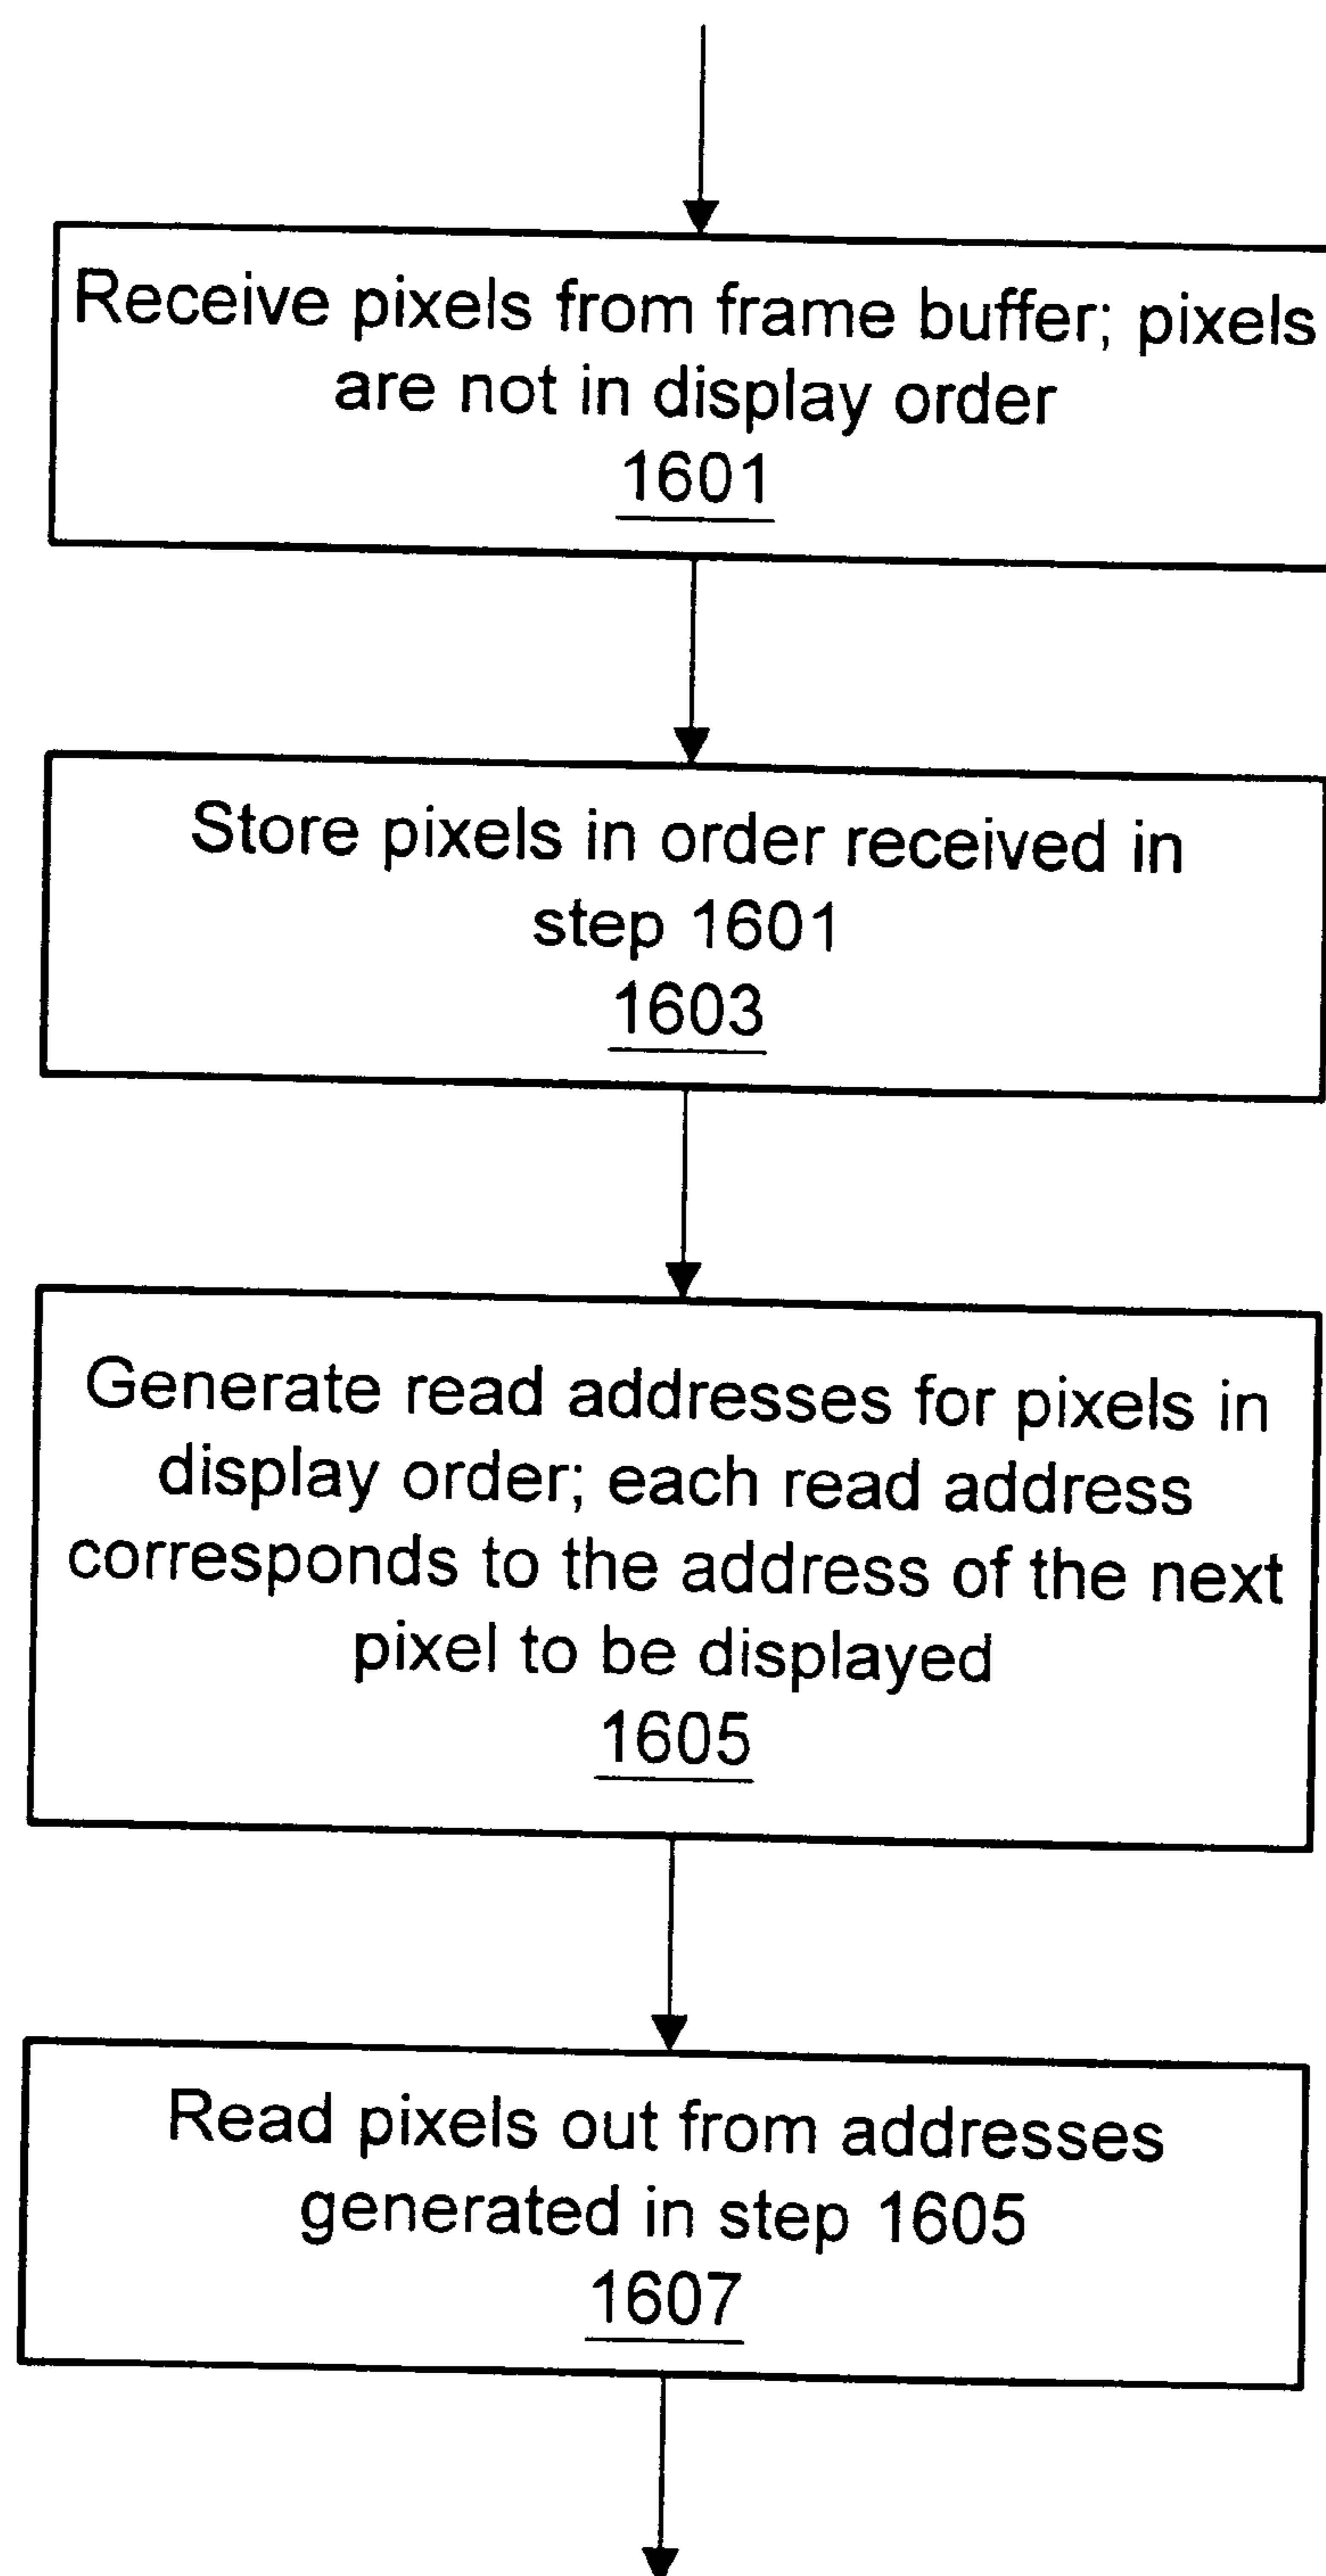 Receive pixels from frame buffer; pixels
are not in display order
1601
Store pixels in order received in
step 1601
1603
Generate read addresses for pixels in
display order; each read address
corresponds to the address of the next
pixel to be displayed
1605
Read pixels out from addresses
generated in step 1605
1607